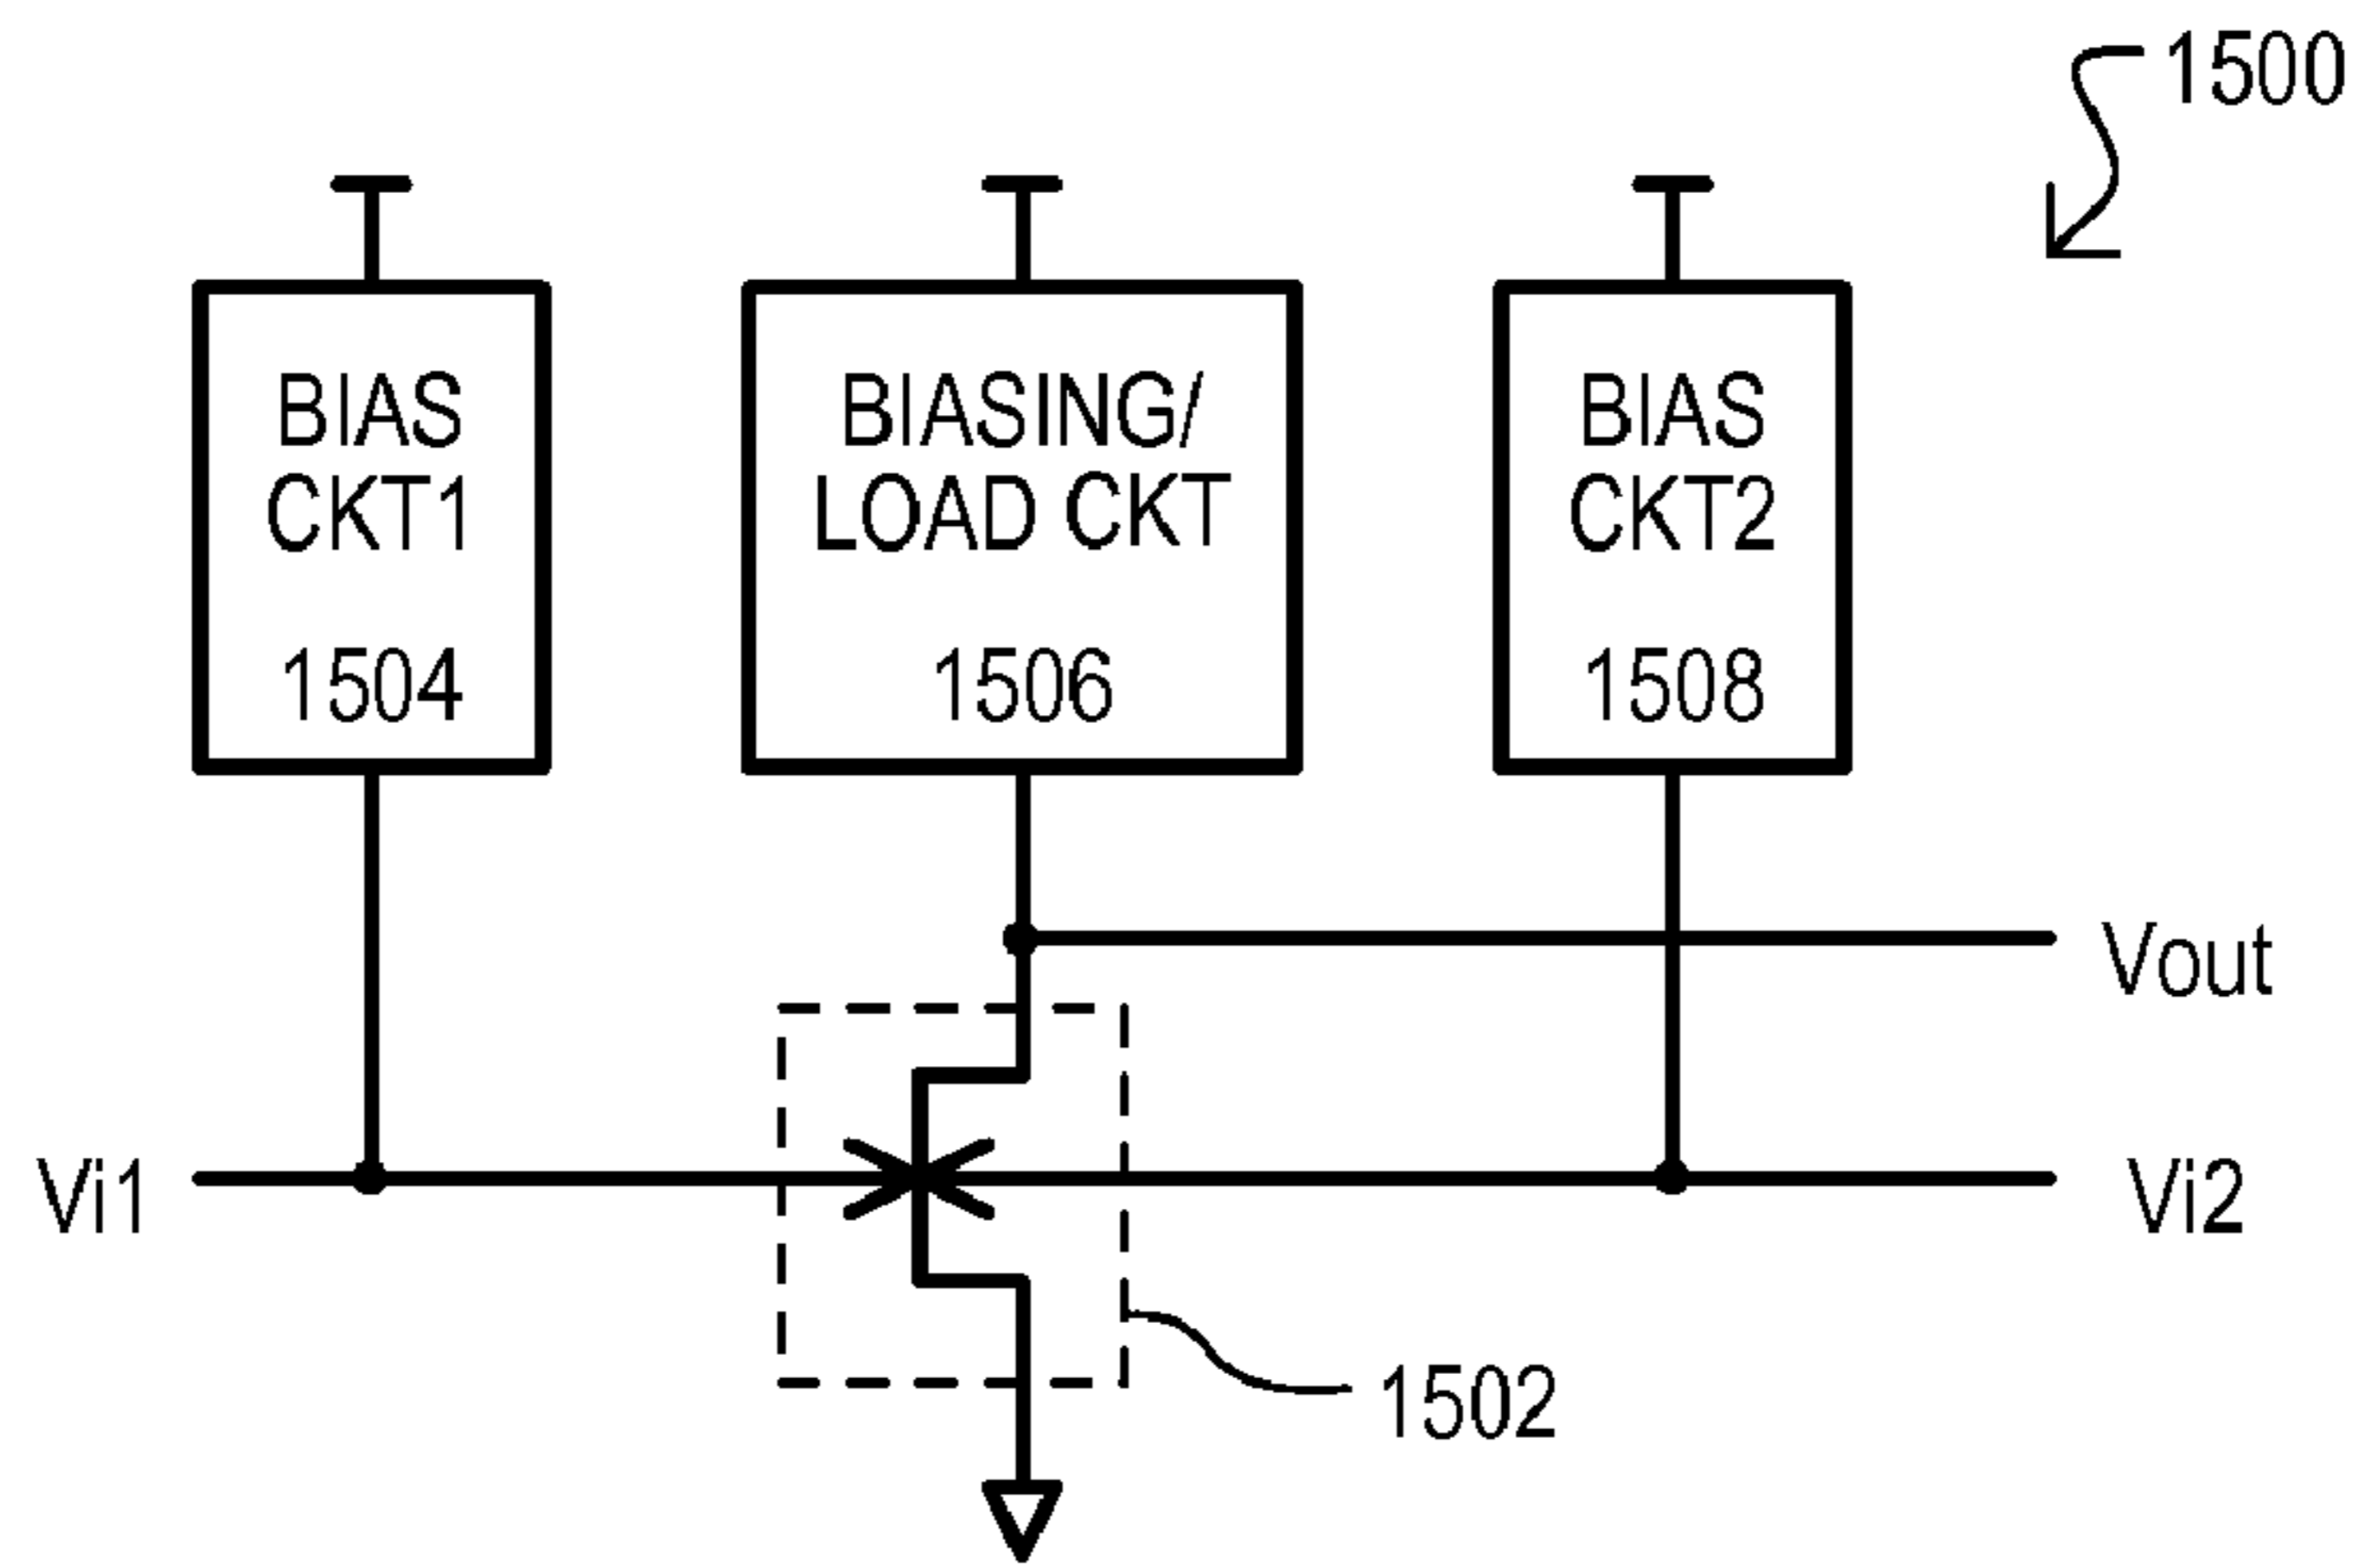 1500
BIAS
CKT1
1504
BIASING/
LOAD CKT
1506
BIAS
CKT2
1508
Vout
Vi1
Vi2
1502